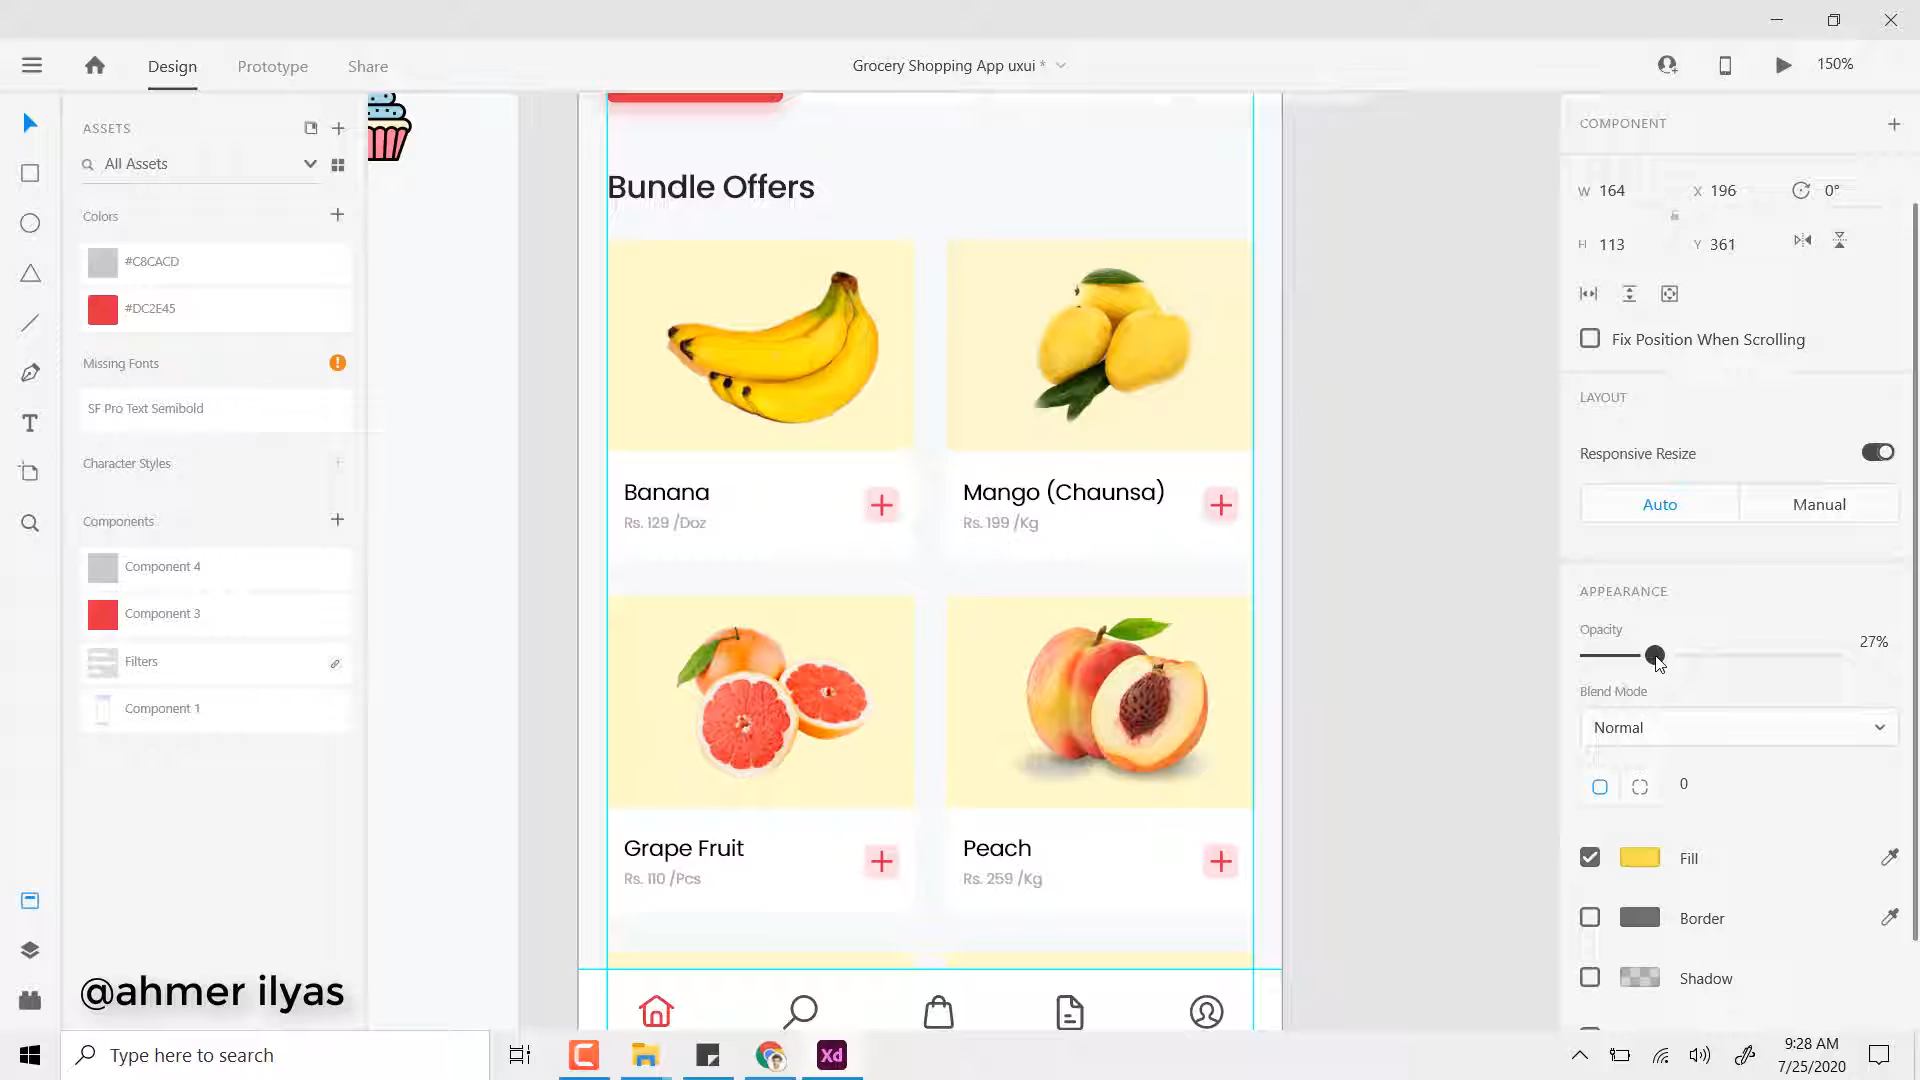 Design
Prototype
Share
Grocery Shopping App uxui *
150%
ASSETS
All Assets
Colors
#C8CACD
#DC2E45
Missing Fonts
SF Pro Text Semibold
Character Styles
Components
Component 4
Component 3
Filters
Component 1
@ahmer ilyas
Bundle Offers
Banana
Rs. 129 /Doz
Mango (Chaunsa)
Rs. 199 /Kg
Grape Fruit
Rs. 110 /Pcs
Peach
Rs. 259 /Kg
COMPONENT
W 164
X 196
0°
H 113
Y 361
Fix Position When Scrolling
LAYOUT
Responsive Resize
Auto
Manual
APPEARANCE
Opacity
27%
Blend Mode
Normal
0
Fill
Border
Shadow
Type here to search
Xd
9:28 AM
7/25/2020